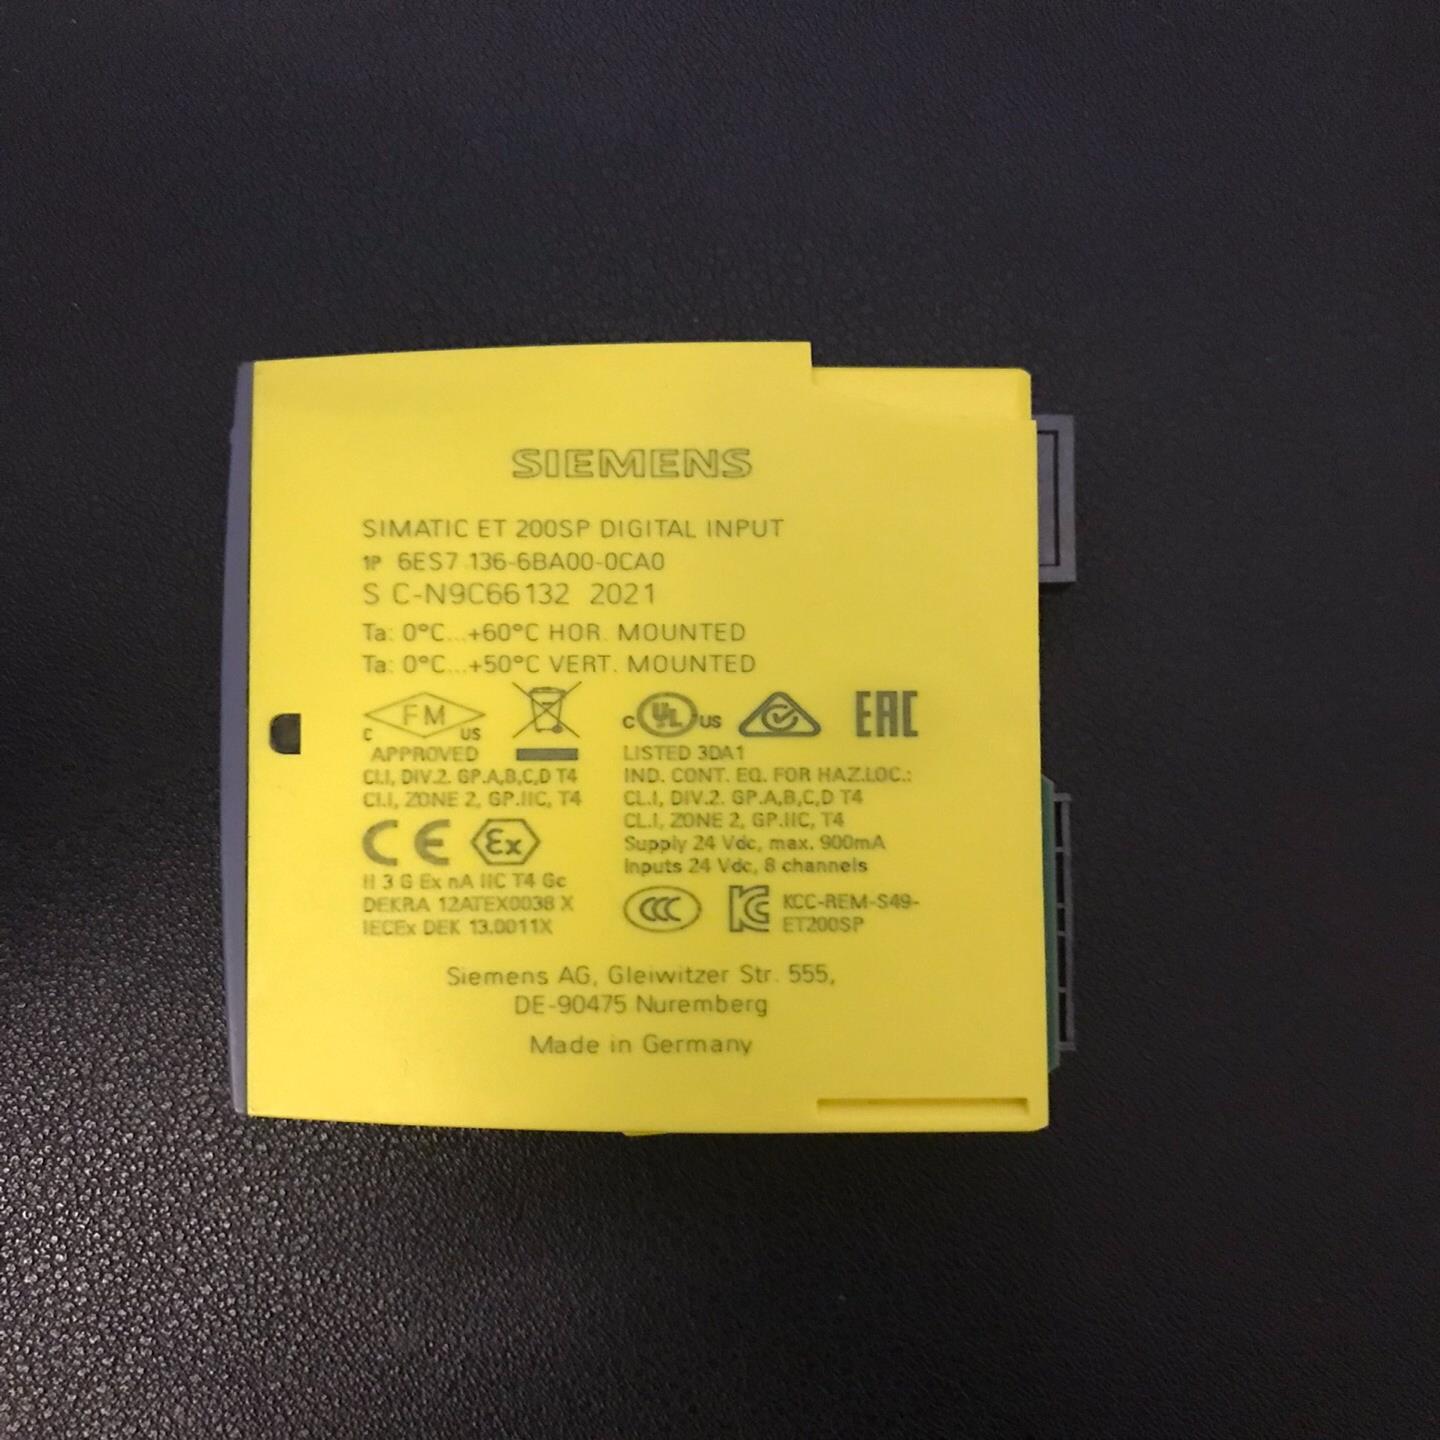 SIEMENS
SIMATIC ET 200SP DIGITAL INPUT
1P 6ES7 136-6BA00-0CA0
S C-N9C66132 2021
Ta: 0°C...+60°C HOR. MOUNTED
Ta: 0°C...+50°C VERT. MOUNTED
C FM US
APPROVED
CI.I, DIV.2. GP.A,B,C,D T4
CI.I, ZONE 2, GP.IIC, T4
CE Ex
II 3 G Ex nA IIC T4 Gc
DEKRA 12ATEX0038 X
IECEx DEK 13.0011X
C UL US EAC
LISTED 3DA1
IND. CONT. EQ. FOR HAZ.LOC.:
CL.I, DIV.2. GP.A,B,C,D T4
CL.I, ZONE 2, GP.IIC, T4
Supply 24 Vdc, max. 900mA
Inputs 24 Vdc, 8 channels
CCC KC KCC-REM-S49-
ET200SP
Siemens AG, Gleiwitzer Str. 555,
DE-90475 Nuremberg
Made in Germany